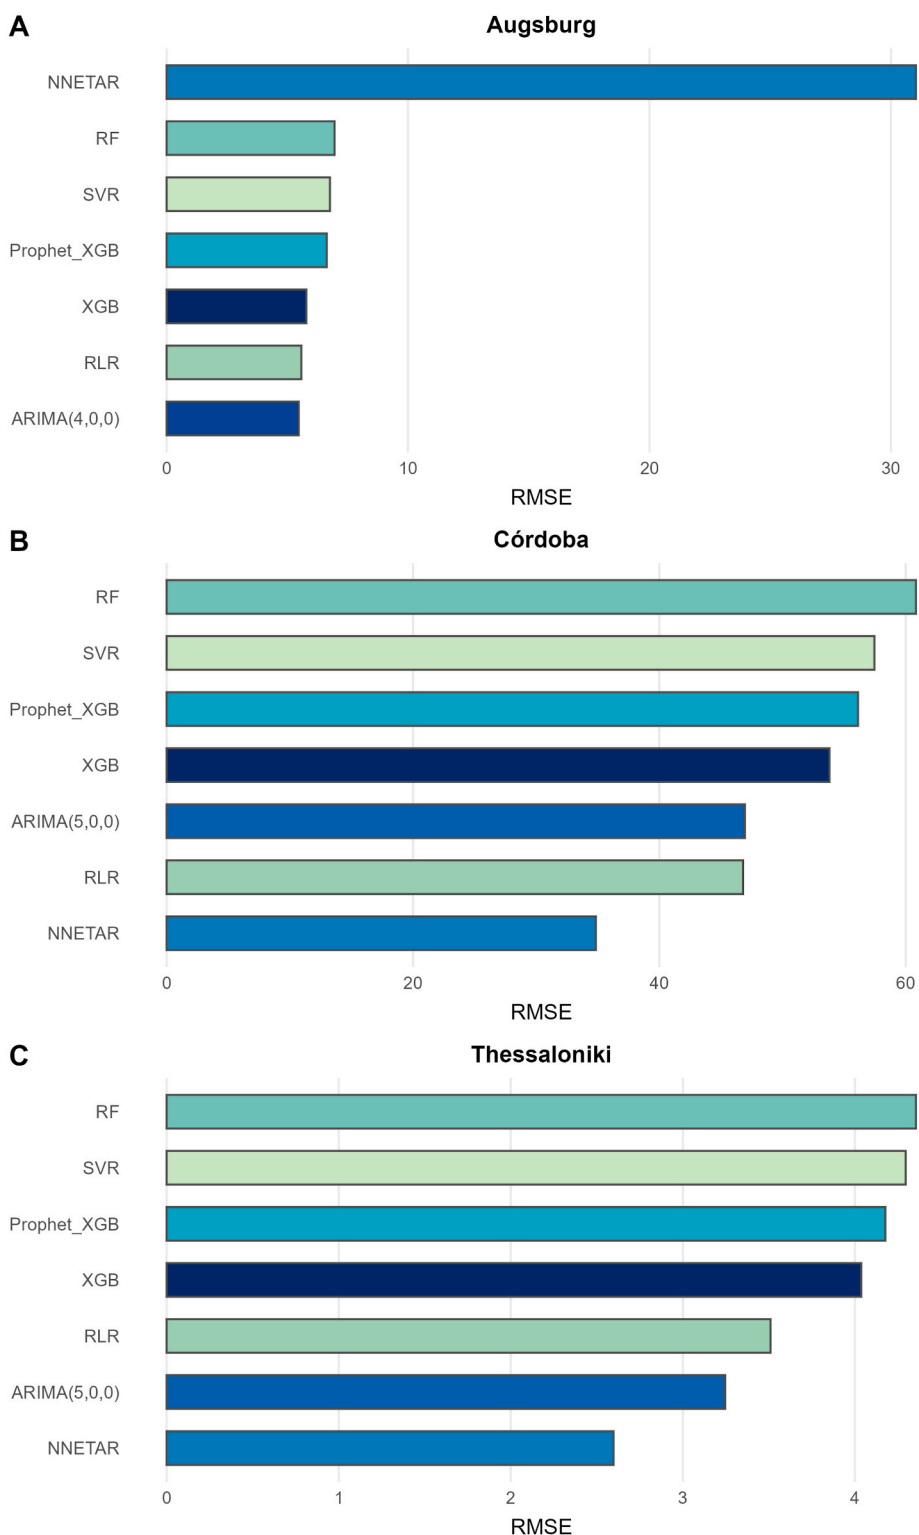 A
Augsburg
NNETAR
RF
SVR
Prophet_XGB
XGB
RLR
ARIMA(4,0,0)
0 10 20 30
RMSE
B
Córdoba
RF
SVR
Prophet_XGB
XGB
ARIMA(5,0,0)
RLR
NNETAR
0 20 40 60
RMSE
C
Thessaloniki
RF
SVR
Prophet_XGB
XGB
RLR
ARIMA(5,0,0)
NNETAR
0 1 2 3 4
RMSE